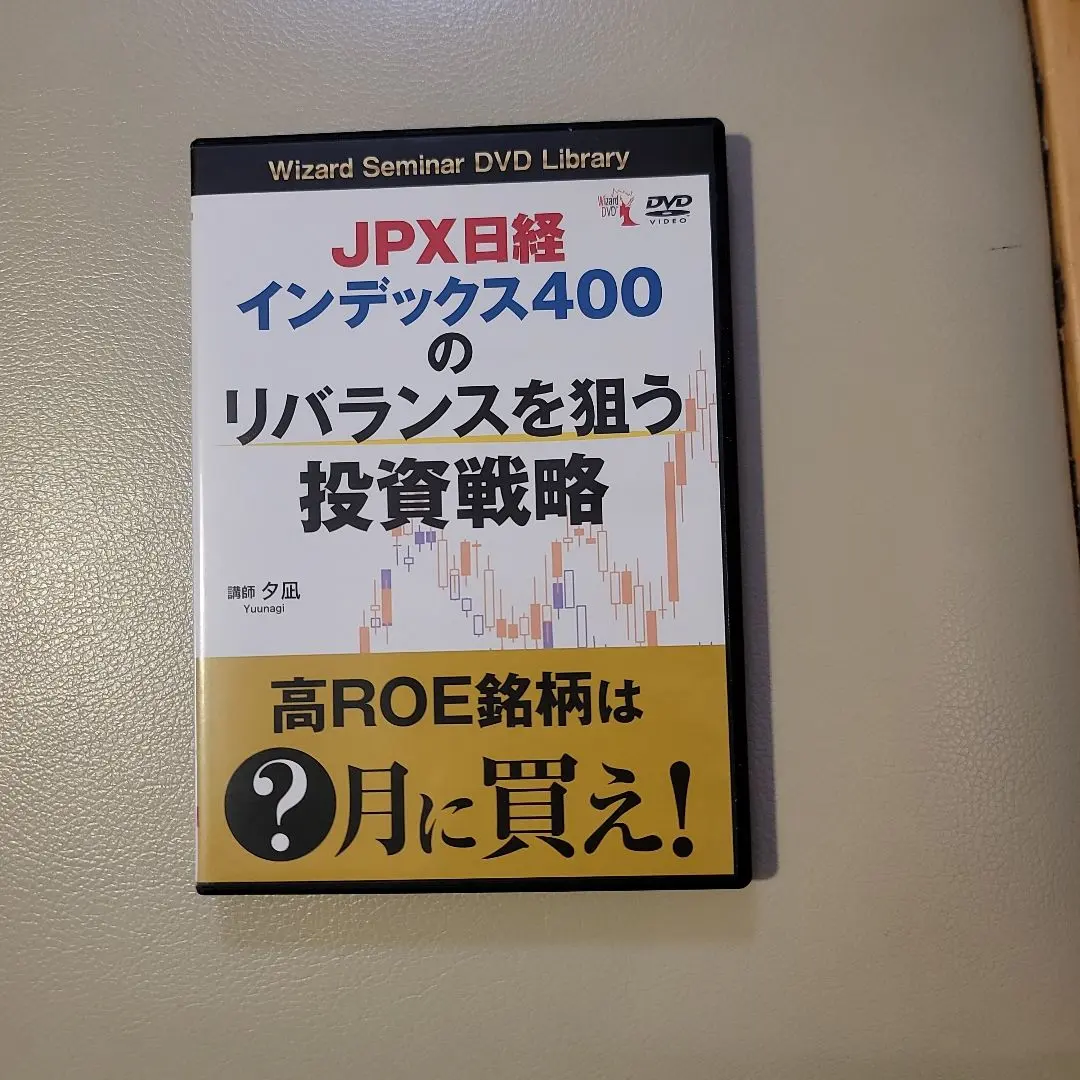 Wizard Seminar DVD Library
Wizard
DVD
DVD
VIDEO
JPX日経
インデックス400
の
リバランスを狙う
投資戦略
講師 夕凪
Yuunagi
高ROE銘柄は
?月に買え!